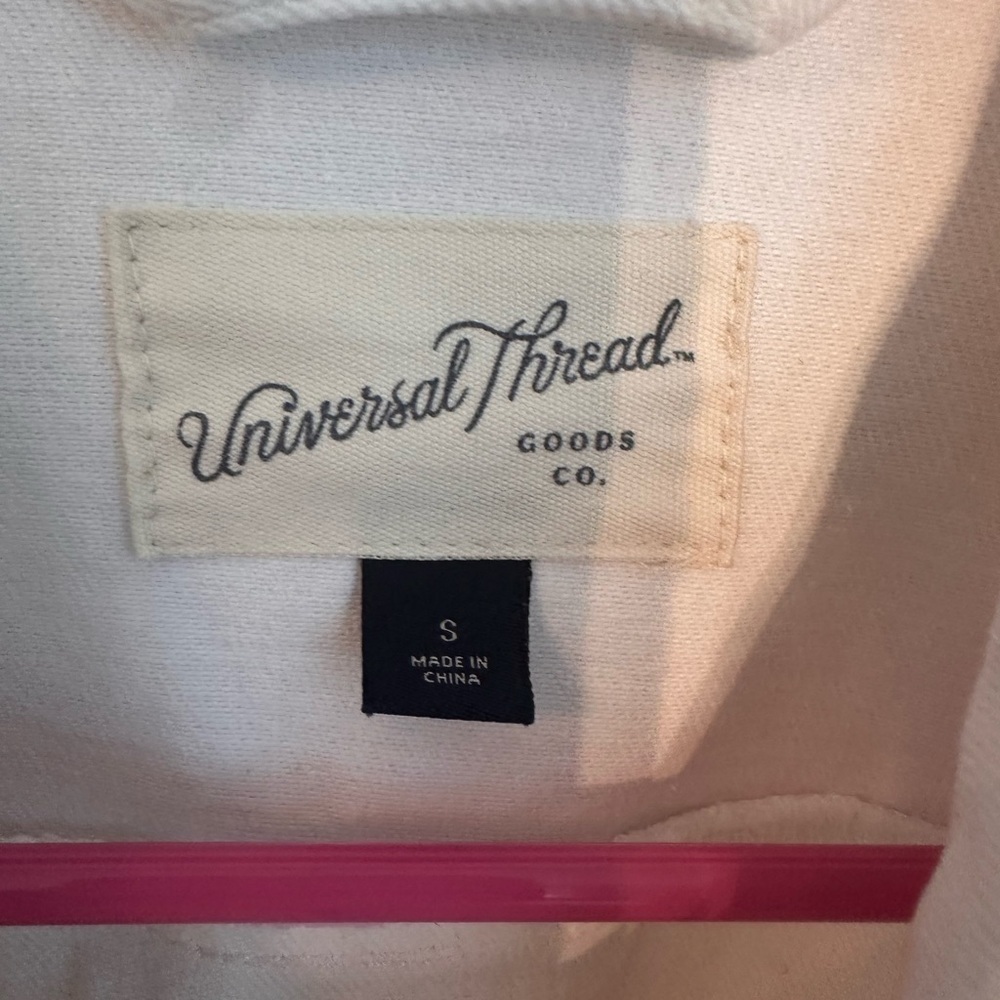 Universal Thread™
GOODS
CO.
S
MADE IN
CHINA